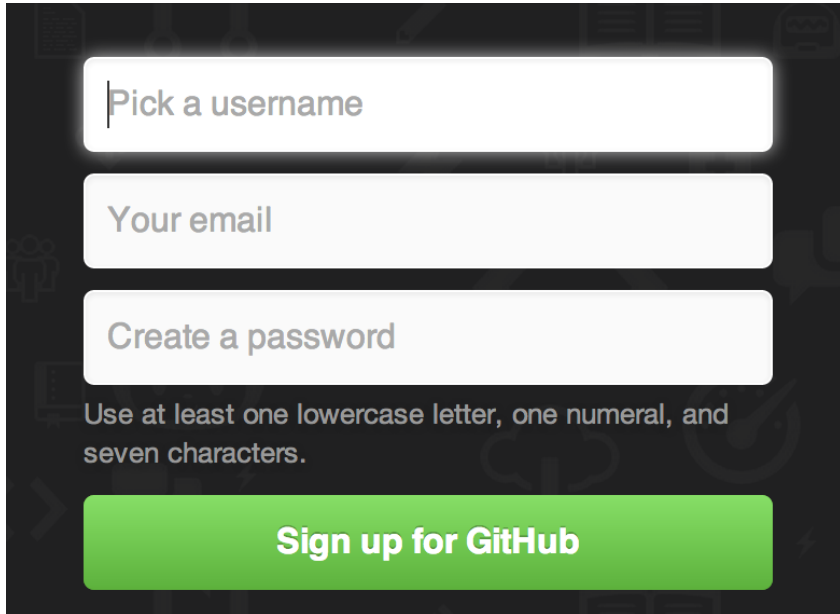 Pick a username
Your email
Create a password
Use at least one lowercase letter, one numeral, and
seven characters.
Sign up for GitHub